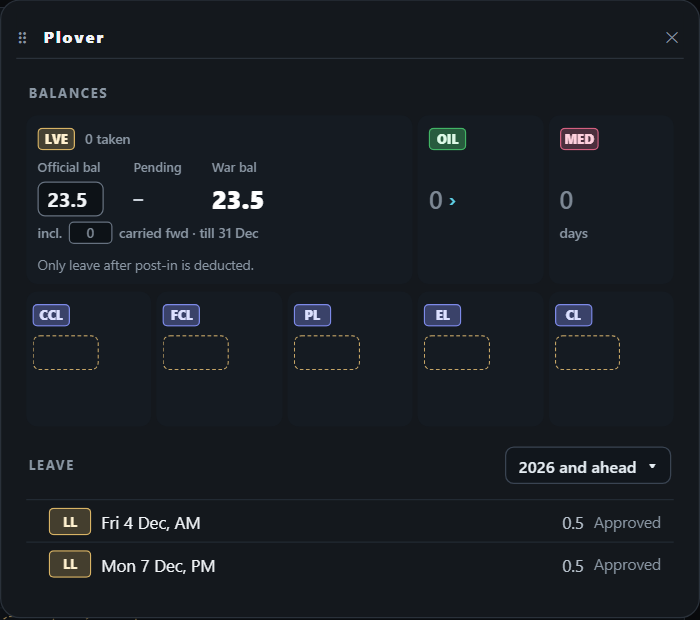 Plover
BALANCES
LVE 0 taken
Official bal Pending War bal
23.5 – 23.5
incl. 0 carried fwd · till 31 Dec
Only leave after post-in is deducted.
OIL
0 ›
MED
0
days
CCL FCL PL EL CL
LEAVE 2026 and ahead
LL Fri 4 Dec, AM 0.5 Approved
LL Mon 7 Dec, PM 0.5 Approved